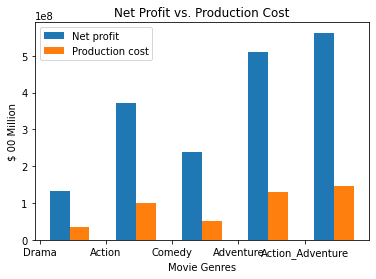 Net Profit vs. Production Cost
1e8
Net profit
Production cost
5
4
3
2
1
0
$ 00 Million
Drama Action Comedy Adventure Action_Adventure
Movie Genres